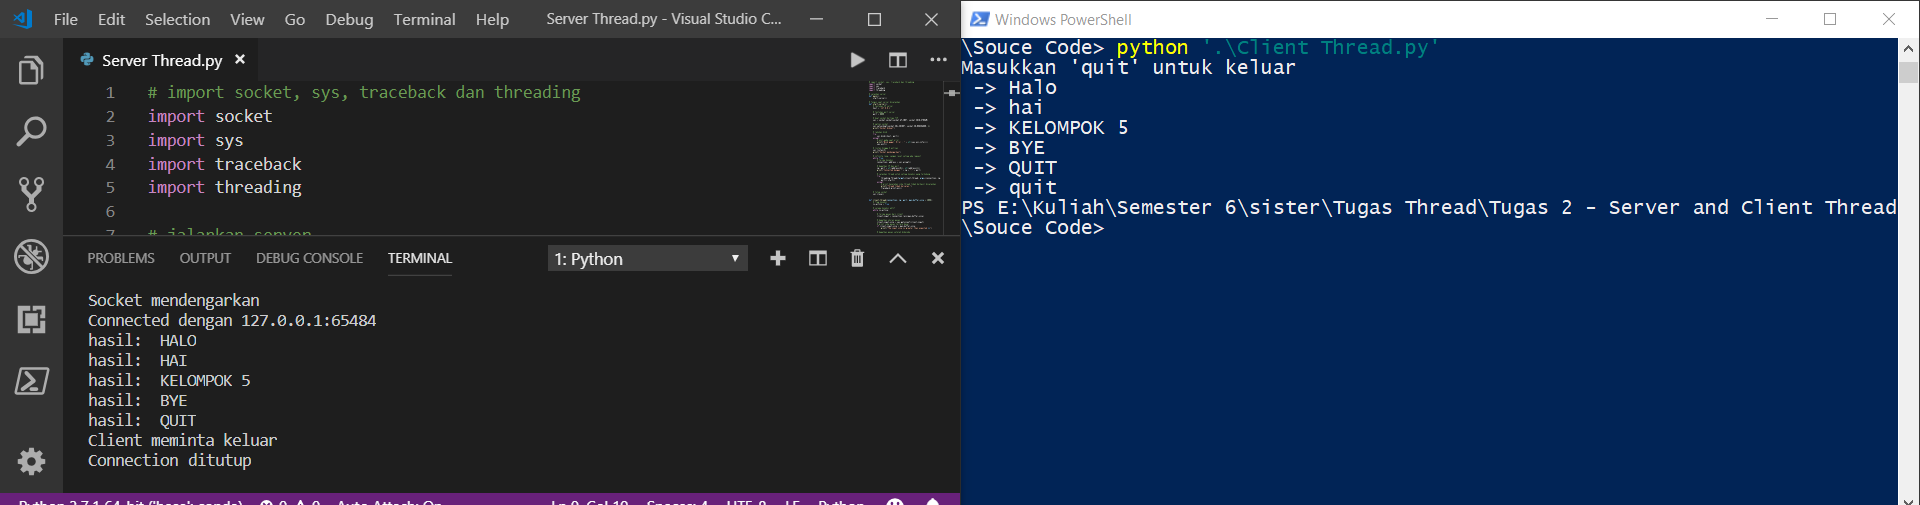 File Edit Selection View Go Debug Terminal Help Server Thread.py - Visual Studio C...
Server Thread.py
1 # import socket, sys, traceback dan threading
2 import socket
3 import sys
4 import traceback
5 import threading
6
7 # jalankan server
PROBLEMS OUTPUT DEBUG CONSOLE TERMINAL 1: Python
Socket mendengarkan
Connected dengan 127.0.0.1:65484
hasil: HALO
hasil: HAI
hasil: KELOMPOK 5
hasil: BYE
hasil: QUIT
Client meminta keluar
Connection ditutup
Windows PowerShell
\Souce Code> python '.\Client Thread.py'
Masukkan 'quit' untuk keluar
-> Halo
-> hai
-> KELOMPOK 5
-> BYE
-> QUIT
-> quit
PS E:\Kuliah\Semester 6\sister\Tugas Thread\Tugas 2 - Server and Client Thread
\Souce Code>